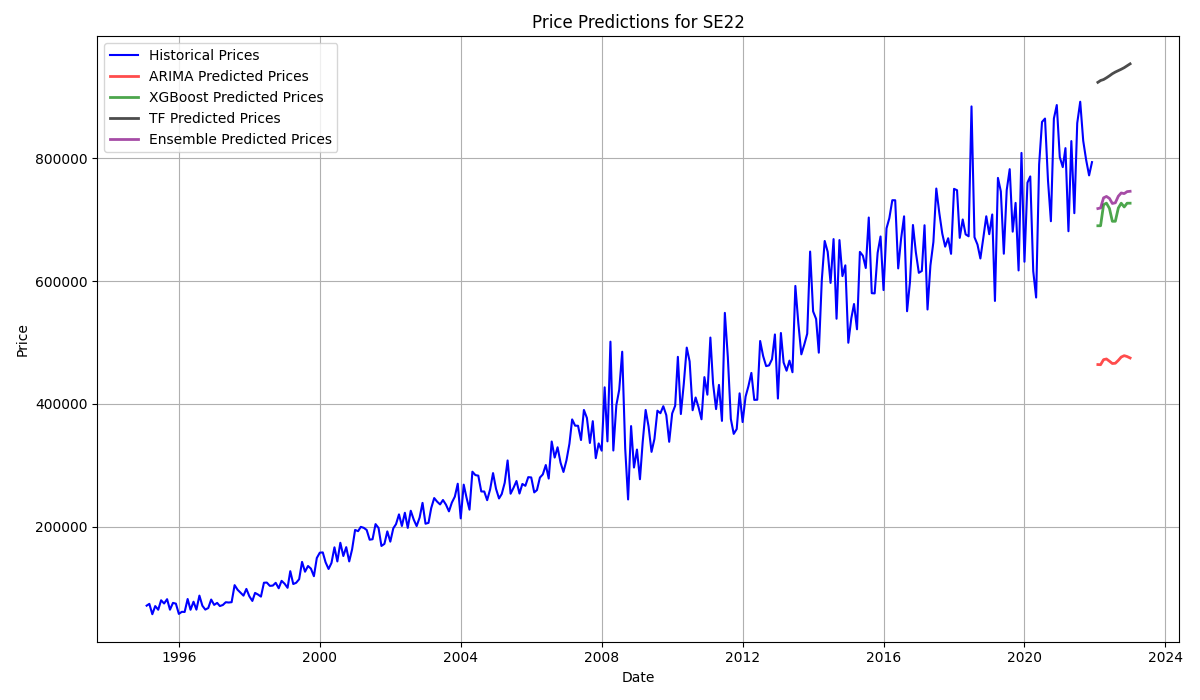 Price Predictions for SE22
Historical Prices
ARIMA Predicted Prices
XGBoost Predicted Prices
TF Predicted Prices
Ensemble Predicted Prices
800000
600000
400000
200000
Price
1996 2000 2004 2008 2012 2016 2020 2024
Date